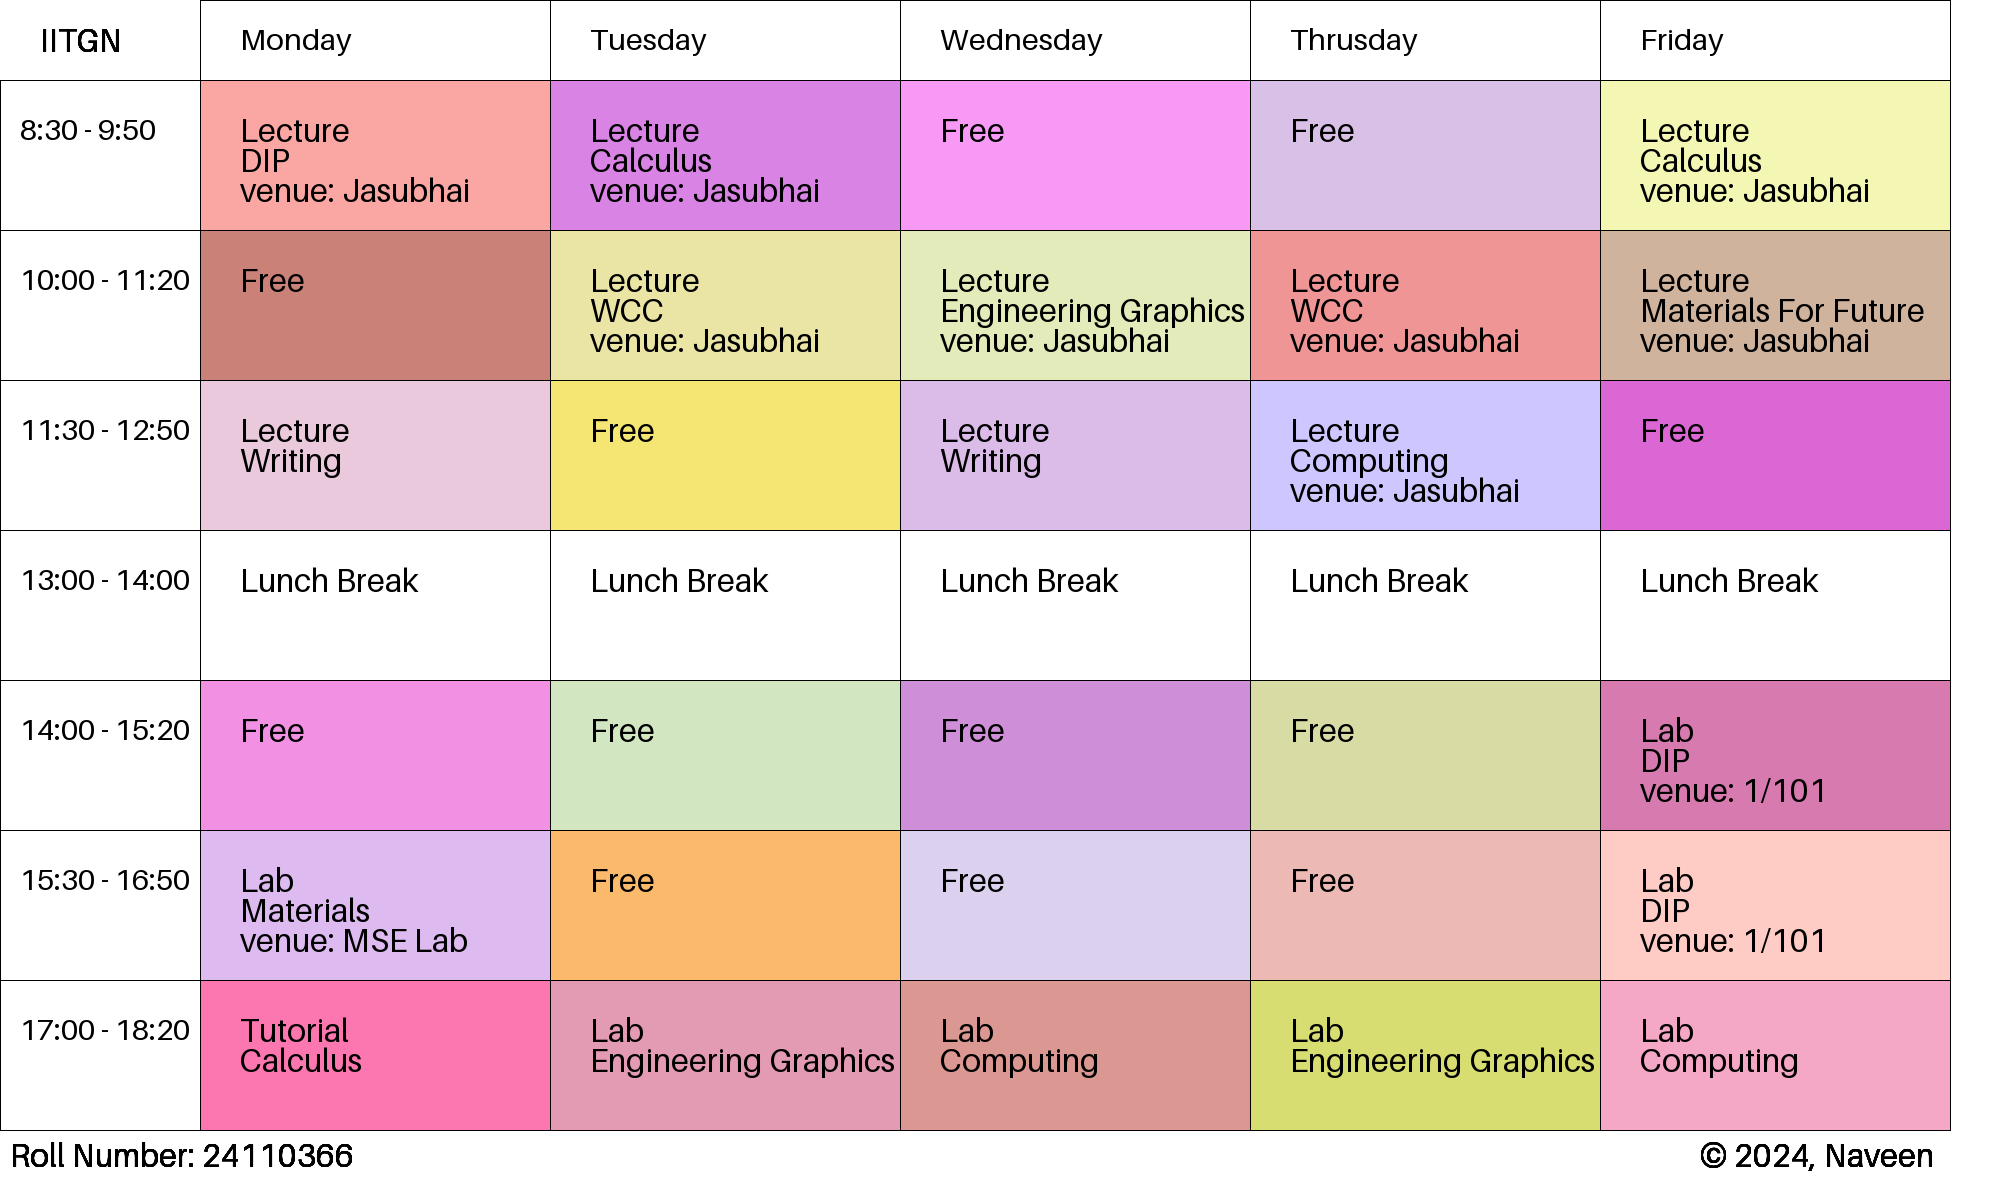 IITGN
Monday
Tuesday
Wednesday
Thrusday
Friday
8:30 - 9:50
Lecture
DIP
venue: Jasubhai
Lecture
Calculus
venue: Jasubhai
Free
Free
Lecture
Calculus
venue: Jasubhai
10:00 - 11:20
Free
Lecture
WCC
venue: Jasubhai
Lecture
Engineering Graphics
venue: Jasubhai
Lecture
WCC
venue: Jasubhai
Lecture
Materials For Future
venue: Jasubhai
11:30 - 12:50
Lecture
Writing
Free
Lecture
Writing
Lecture
Computing
venue: Jasubhai
Free
13:00 - 14:00
Lunch Break
Lunch Break
Lunch Break
Lunch Break
Lunch Break
14:00 - 15:20
Free
Free
Free
Free
Lab
DIP
venue: 1/101
15:30 - 16:50
Lab
Materials
venue: MSE Lab
Free
Free
Free
Lab
DIP
venue: 1/101
17:00 - 18:20
Tutorial
Calculus
Lab
Engineering Graphics
Lab
Computing
Lab
Engineering Graphics
Lab
Computing
Roll Number: 24110366
© 2024, Naveen